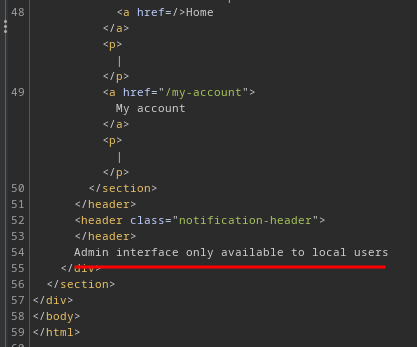 48 <a href=/>Home
</a>
<p>
|
</p>
49 <a href="/my-account">
My account
</a>
<p>
|
</p>
50 </section>
51 </header>
52 <header class="notification-header">
53 </header>
54 Admin interface only available to local users
55 </div>
56 </section>
57 </div>
58 </body>
59 </html>